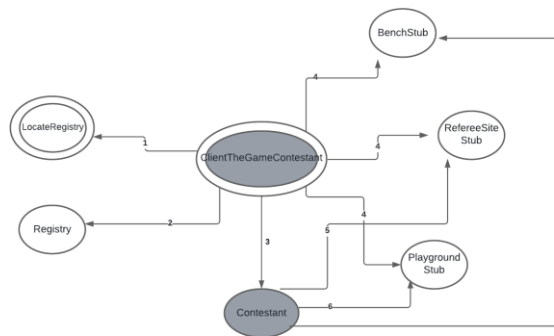 BenchStub
4
LocateRegistry
1
ClientTheGameContestant
RefereeSite
Stub
4
Registry
2
4
5
3
Playground
Stub
Contestant
6